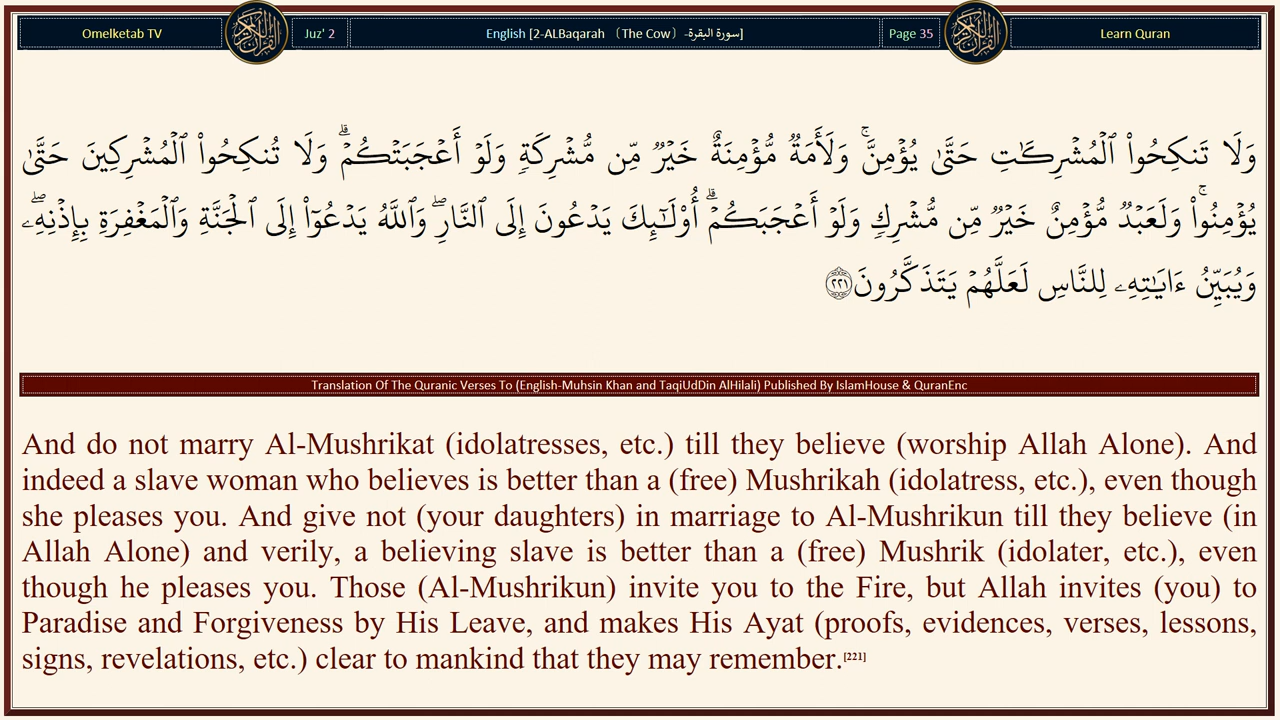 Omelketab TV
Juz' 2
English [2-ALBaqarah （The Cow） -سورة البقرة]
Page 35
Learn Quran
وَلَا تَنكِحُوا۟ ٱلْمُشْرِكَـٰتِ حَتَّىٰ يُؤْمِنَّ ۚ وَلَأَمَةٌ مُّؤْمِنَةٌ خَيْرٌ مِّن مُّشْرِكَةٍ وَلَوْ أَعْجَبَتْكُمْ ۗ وَلَا تُنكِحُوا۟ ٱلْمُشْرِكِينَ حَتَّىٰ
يُؤْمِنُوا۟ ۚ وَلَعَبْدٌ مُّؤْمِنٌ خَيْرٌ مِّن مُّشْرِكٍ وَلَوْ أَعْجَبَكُمْ ۗ أُو۟لَـٰٓئِكَ يَدْعُونَ إِلَى ٱلنَّارِ ۖ وَٱللَّهُ يَدْعُوٓا۟ إِلَى ٱلْجَنَّةِ وَٱلْمَغْفِرَةِ بِإِذْنِهِۦ ۖ
وَيُبَيِّنُ ءَايَـٰتِهِۦ لِلنَّاسِ لَعَلَّهُمْ يَتَذَكَّرُونَ ٢٢١
Translation Of The Quranic Verses To (English-Muhsin Khan and TaqiUdDin AlHilali) Published By IslamHouse & QuranEnc
And do not marry Al-Mushrikat (idolatresses, etc.) till they believe (worship Allah Alone). And
indeed a slave woman who believes is better than a (free) Mushrikah (idolatress, etc.), even though
she pleases you. And give not (your daughters) in marriage to Al-Mushrikun till they believe (in
Allah Alone) and verily, a believing slave is better than a (free) Mushrik (idolater, etc.), even
though he pleases you. Those (Al-Mushrikun) invite you to the Fire, but Allah invites (you) to
Paradise and Forgiveness by His Leave, and makes His Ayat (proofs, evidences, verses, lessons,
signs, revelations, etc.) clear to mankind that they may remember.[221]